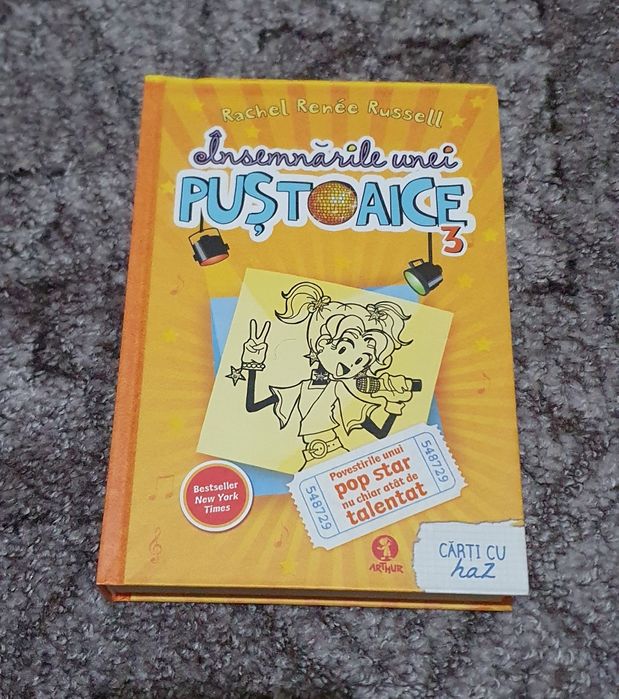 Rachel Renée Russell
Însemnările unei
PUȘTOAICE
3
548729
Povestirile unui
pop star
nu chiar atât de
talentat
548729
Bestseller
New York
Times
ARTHUR
CĂRȚI CU
haz